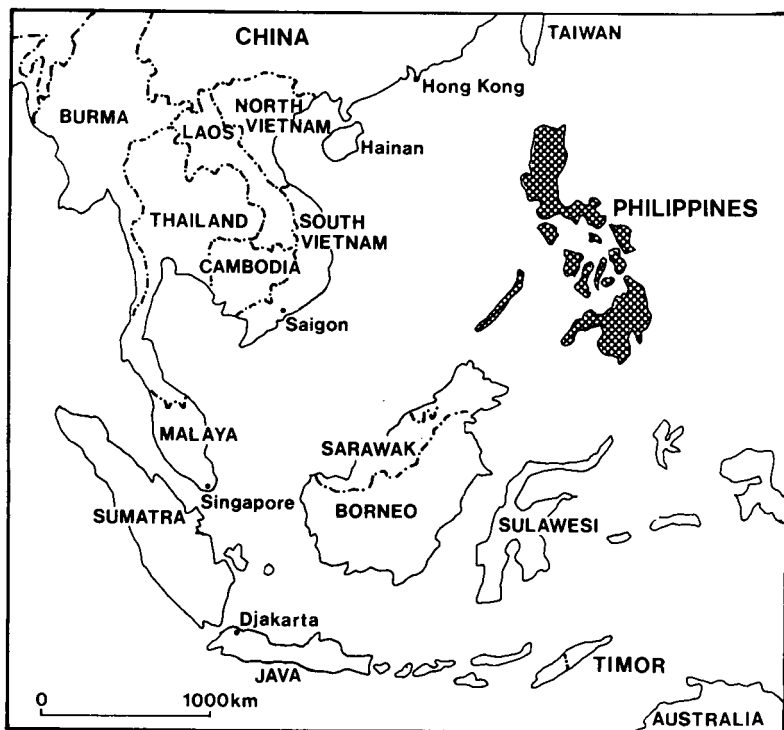 CHINA
TAIWAN
Hong Kong
BURMA
NORTH
VIETNAM
LAOS
Hainan
THAILAND
SOUTH
VIETNAM
PHILIPPINES
CAMBODIA
Saigon
MALAYA
SARAWAK
Singapore
SUMATRA
BORNEO
SULAWESI
Djakarta
JAVA
TIMOR
0 1000km
AUSTRALIA